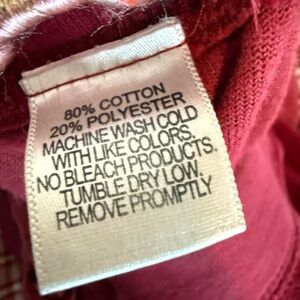 80% COTTON
20% POLYESTER
MACHINE WASH COLD
WITH LIKE COLORS.
NO BLEACH PRODUCTS.
TUMBLE DRY LOW.
REMOVE PROMPTLY